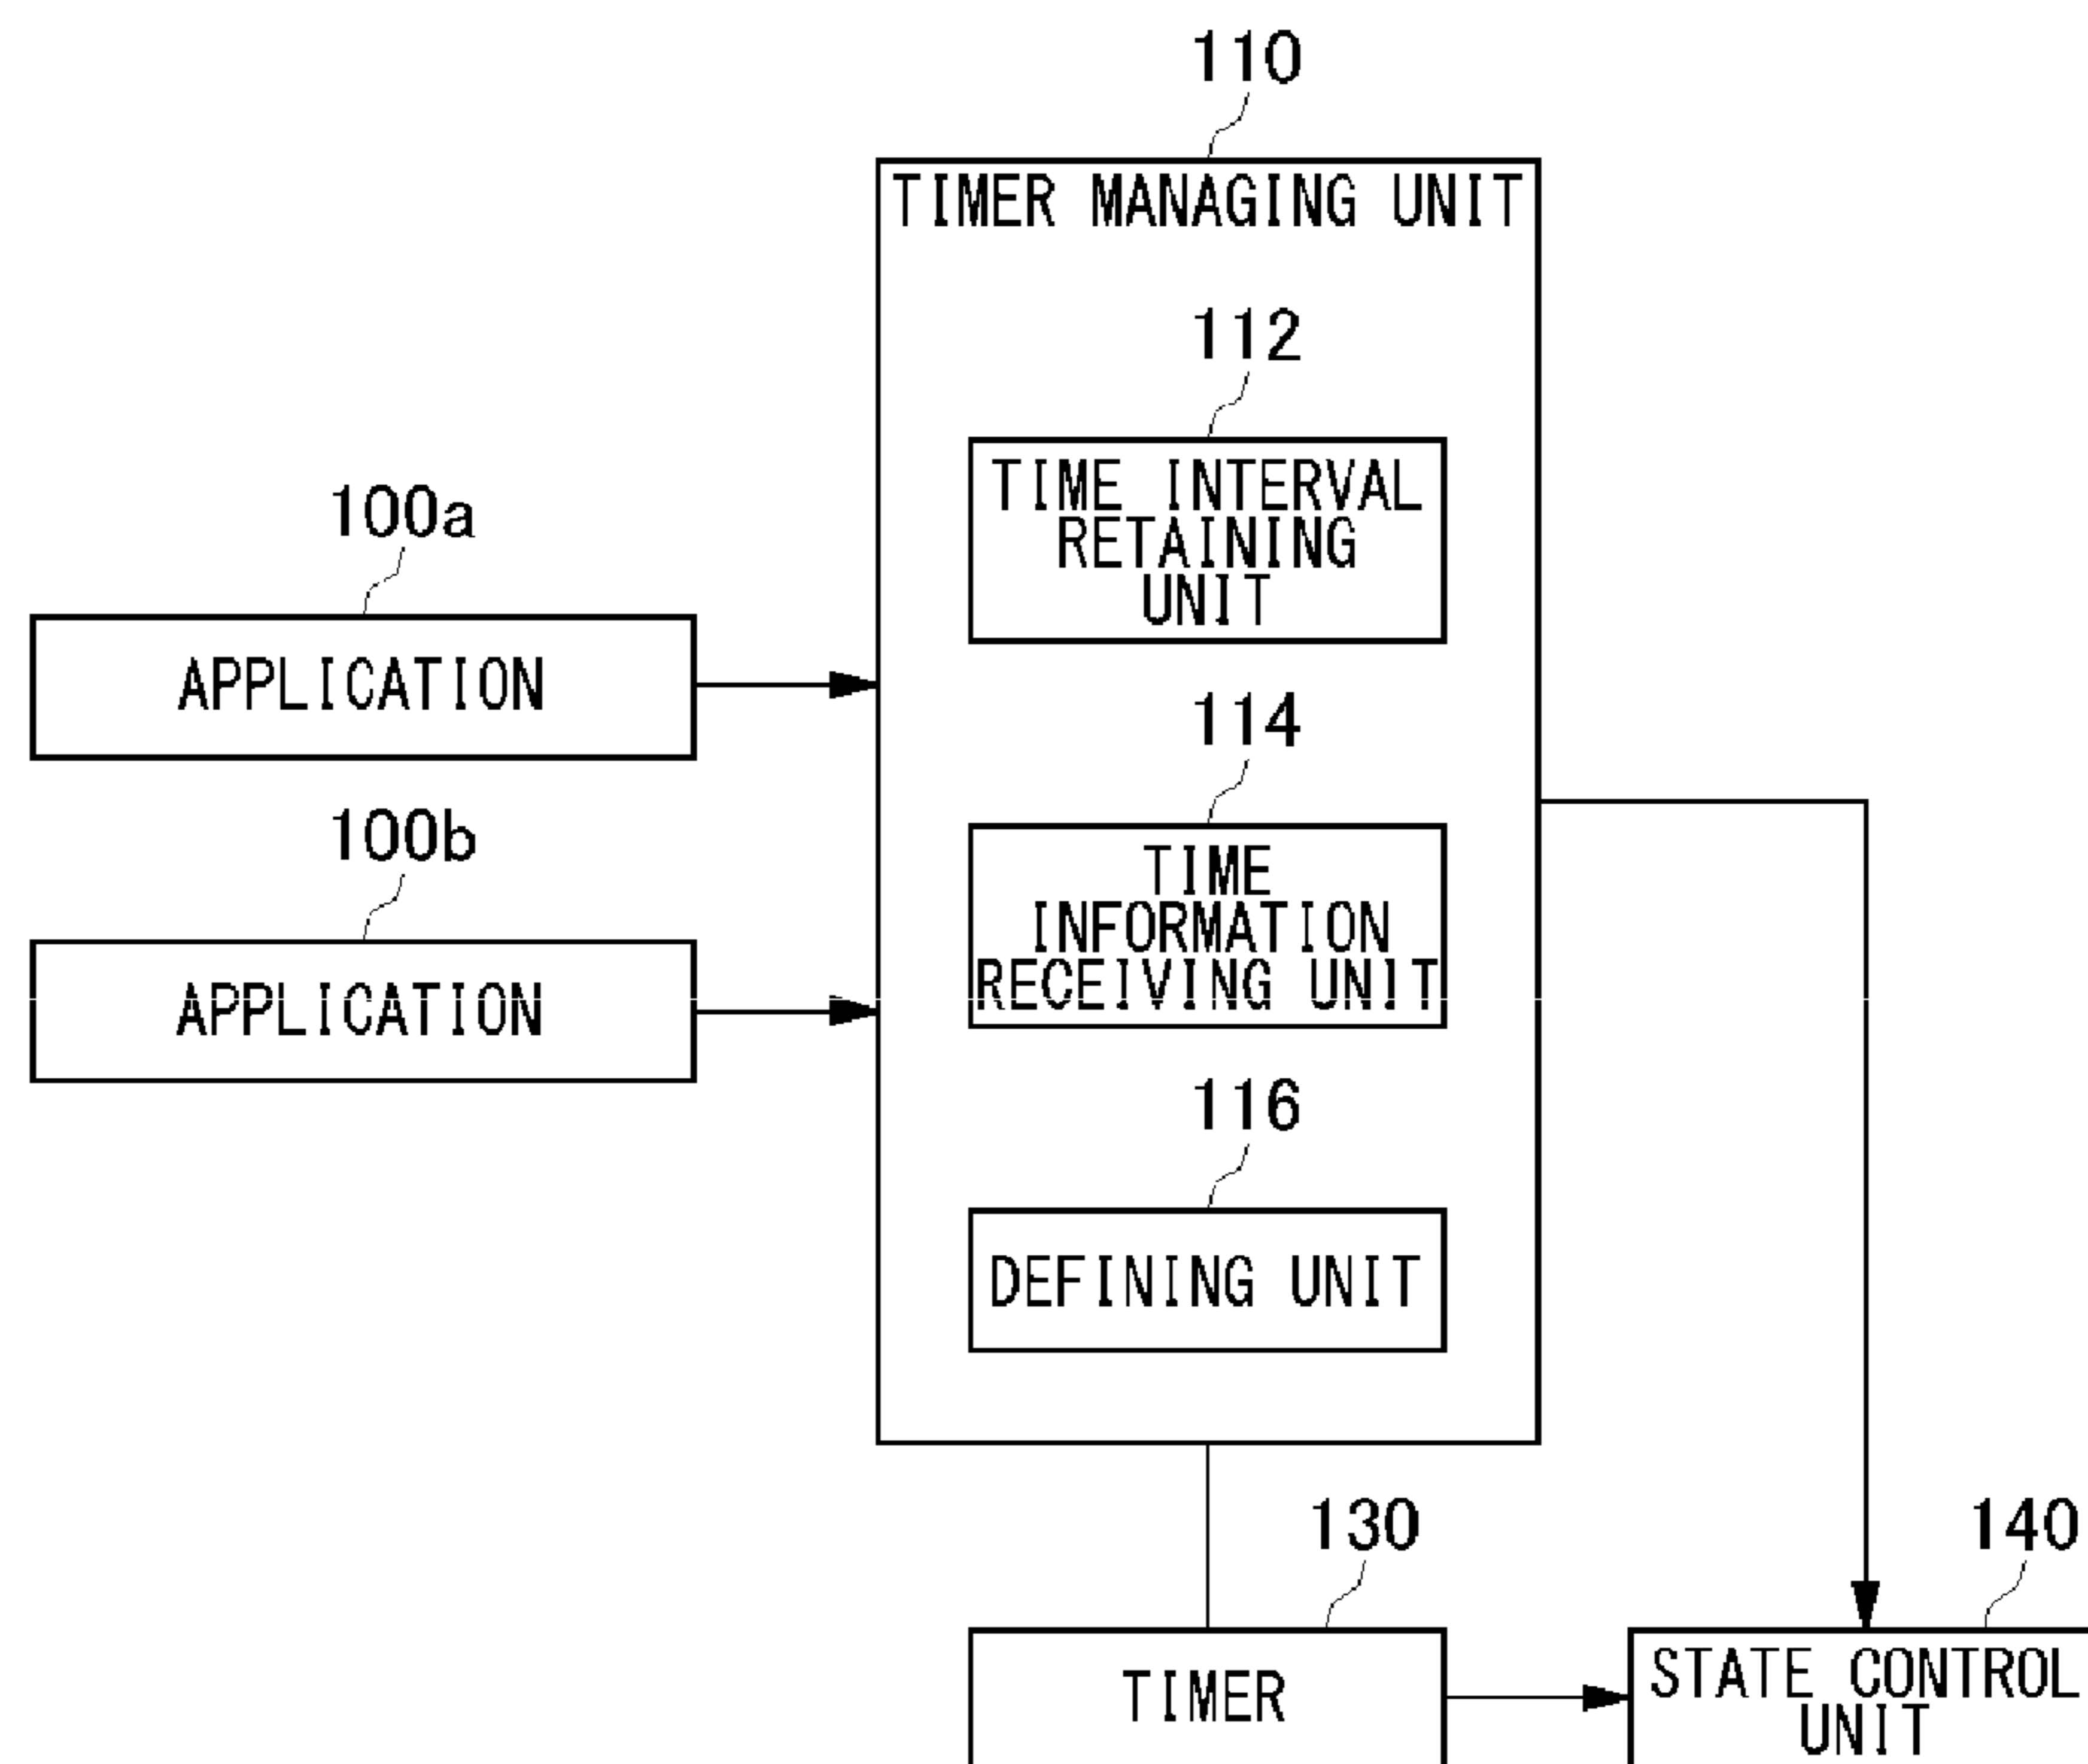 110
TIMER MANAGING UNIT
112
TIME INTERVAL
RETAINING
UNIT
100a
APPLICATION
114
TIME
INFORMATION
RECEIVING UNIT
100b
APPLICATION
116
DEFINING UNIT
130
TIMER
140
STATE CONTROL
UNIT